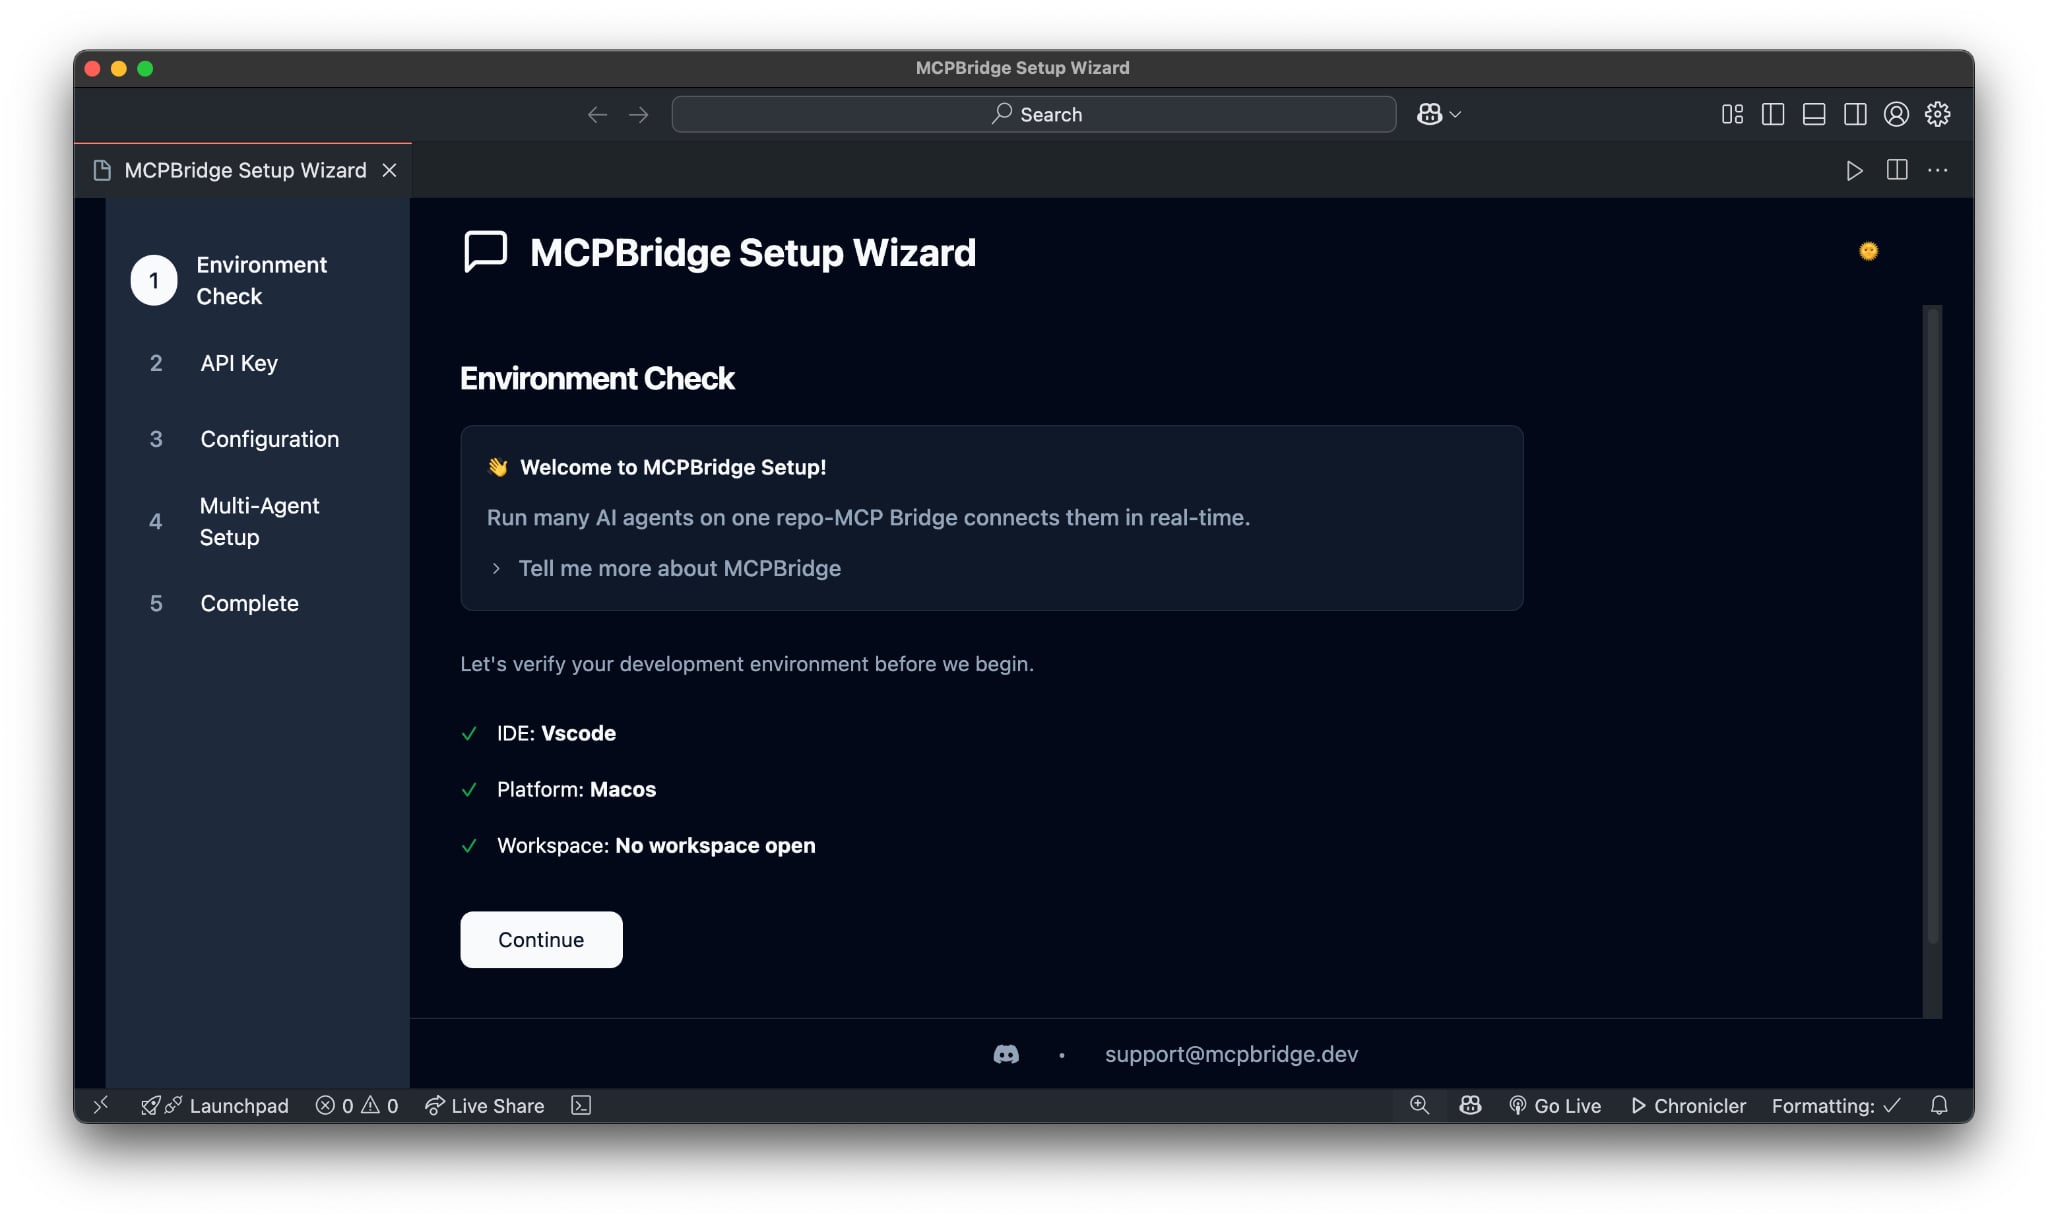 MCPBridge Setup Wizard
Search
MCPBridge Setup Wizard
1 Environment
Check
2 API Key
3 Configuration
4 Multi-Agent
Setup
5 Complete
MCPBridge Setup Wizard
Environment Check
👋 Welcome to MCPBridge Setup!
Run many AI agents on one repo-MCP Bridge connects them in real-time.
Tell me more about MCPBridge
Let's verify your development environment before we begin.
✓ IDE: Vscode
✓ Platform: Macos
✓ Workspace: No workspace open
Continue
• support@mcpbridge.dev
Launchpad 0 0 Live Share Go Live Chronicler Formatting: ✓